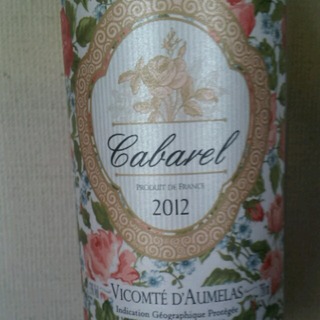 Cabarel
PRODUIT DE FRANCE
2012
VICOMTÉ D'AUMELAS
Indication Géographique Protégée